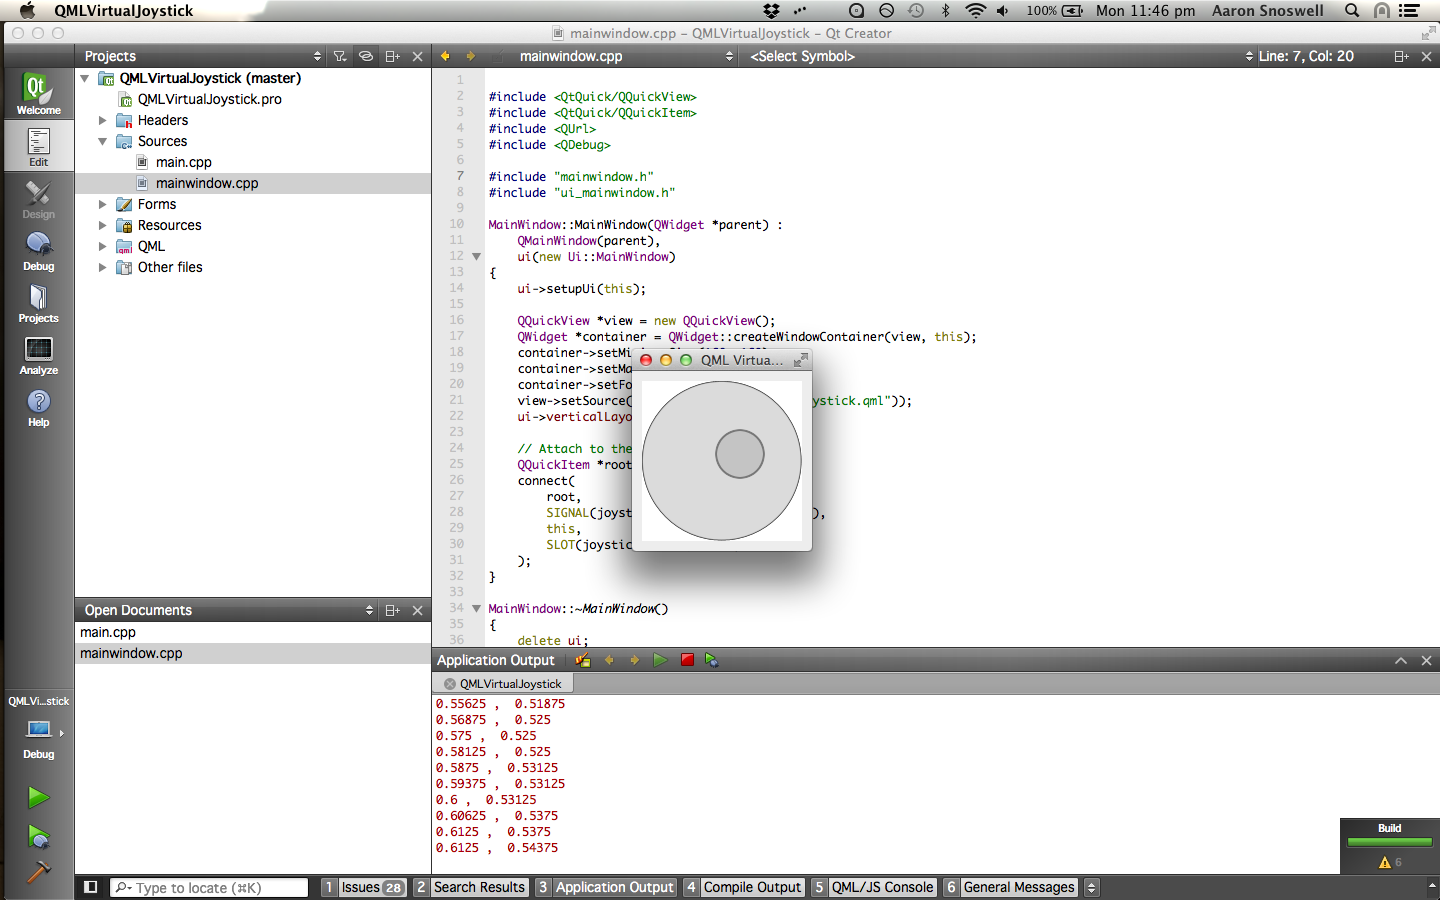 QMLVirtualJoystick
100%
Mon 11:46 pm
Aaron Snoswell
mainwindow.cpp – QMLVirtualJoystick – Qt Creator
Projects
mainwindow.cpp
<Select Symbol>
Line: 7, Col: 20
Welcome
Edit
Design
Debug
Projects
Analyze
Help
QMLVirtualJoystick (master)
QMLVirtualJoystick.pro
Headers
Sources
main.cpp
mainwindow.cpp
Forms
Resources
QML
Other files
1
2 #include <QtQuick/QQuickView>
3 #include <QtQuick/QQuickItem>
4 #include <QUrl>
5 #include <QDebug>
6
7 #include "mainwindow.h"
8 #include "ui_mainwindow.h"
9
10 MainWindow::MainWindow(QWidget *parent) :
11 QMainWindow(parent),
12 ui(new Ui::MainWindow)
13 {
14 ui->setupUi(this);
15
16 QQuickView *view = new QQuickView();
17 QWidget *container = QWidget::createWindowContainer(view, this);
18 container->setMi
19 container->setMa
20 container->setFo
21 view->setSource( ystick.qml"));
22 ui->verticalLayo
23
24 // Attach to the
25 QQuickItem *root
26 connect(
27 root,
28 SIGNAL(joyst ),
29 this,
30 SLOT(joystic
31 );
32 }
33
34 MainWindow::~MainWindow()
35 {
36 delete ui;
QML Virtua...
Open Documents
main.cpp
mainwindow.cpp
QMLVi...stick
Debug
Application Output
QMLVirtualJoystick
0.55625 , 0.51875
0.56875 , 0.525
0.575 , 0.525
0.58125 , 0.525
0.5875 , 0.53125
0.59375 , 0.53125
0.6 , 0.53125
0.60625 , 0.5375
0.6125 , 0.5375
0.6125 , 0.54375
Build
6
Type to locate (⌘K)
1 Issues 28
2 Search Results
3 Application Output
4 Compile Output
5 QML/JS Console
6 General Messages